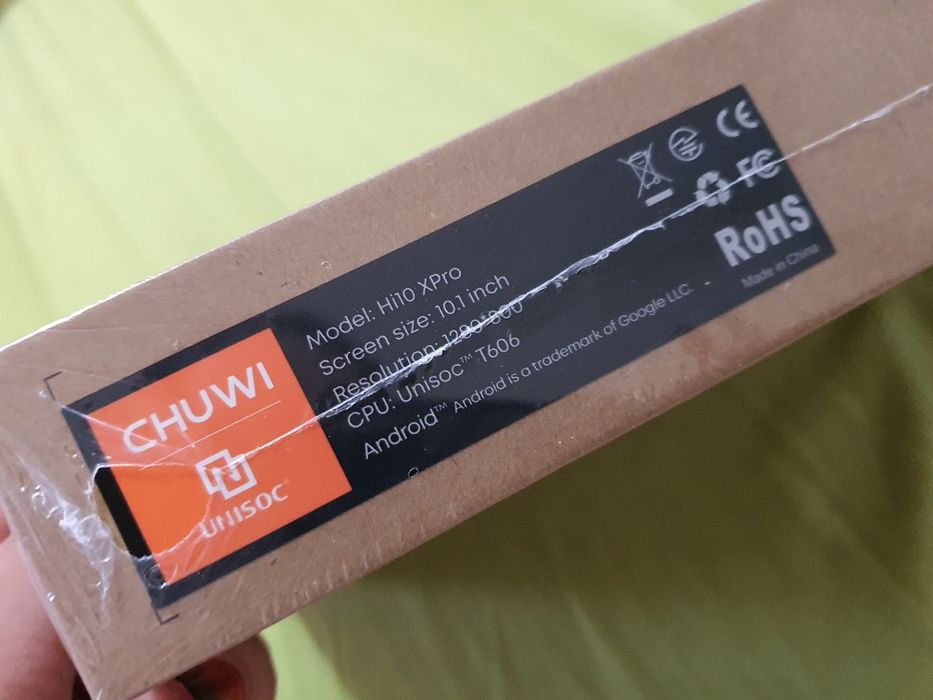 CHUWI
UNISOC
Model: Hi10 XPro
Screen size: 10.1 inch
Resolution: 1280*800
CPU: Unisoc™ T606
Android™ Android is a trademark of Google LLC.
CE
FC
RoHS
Made in China